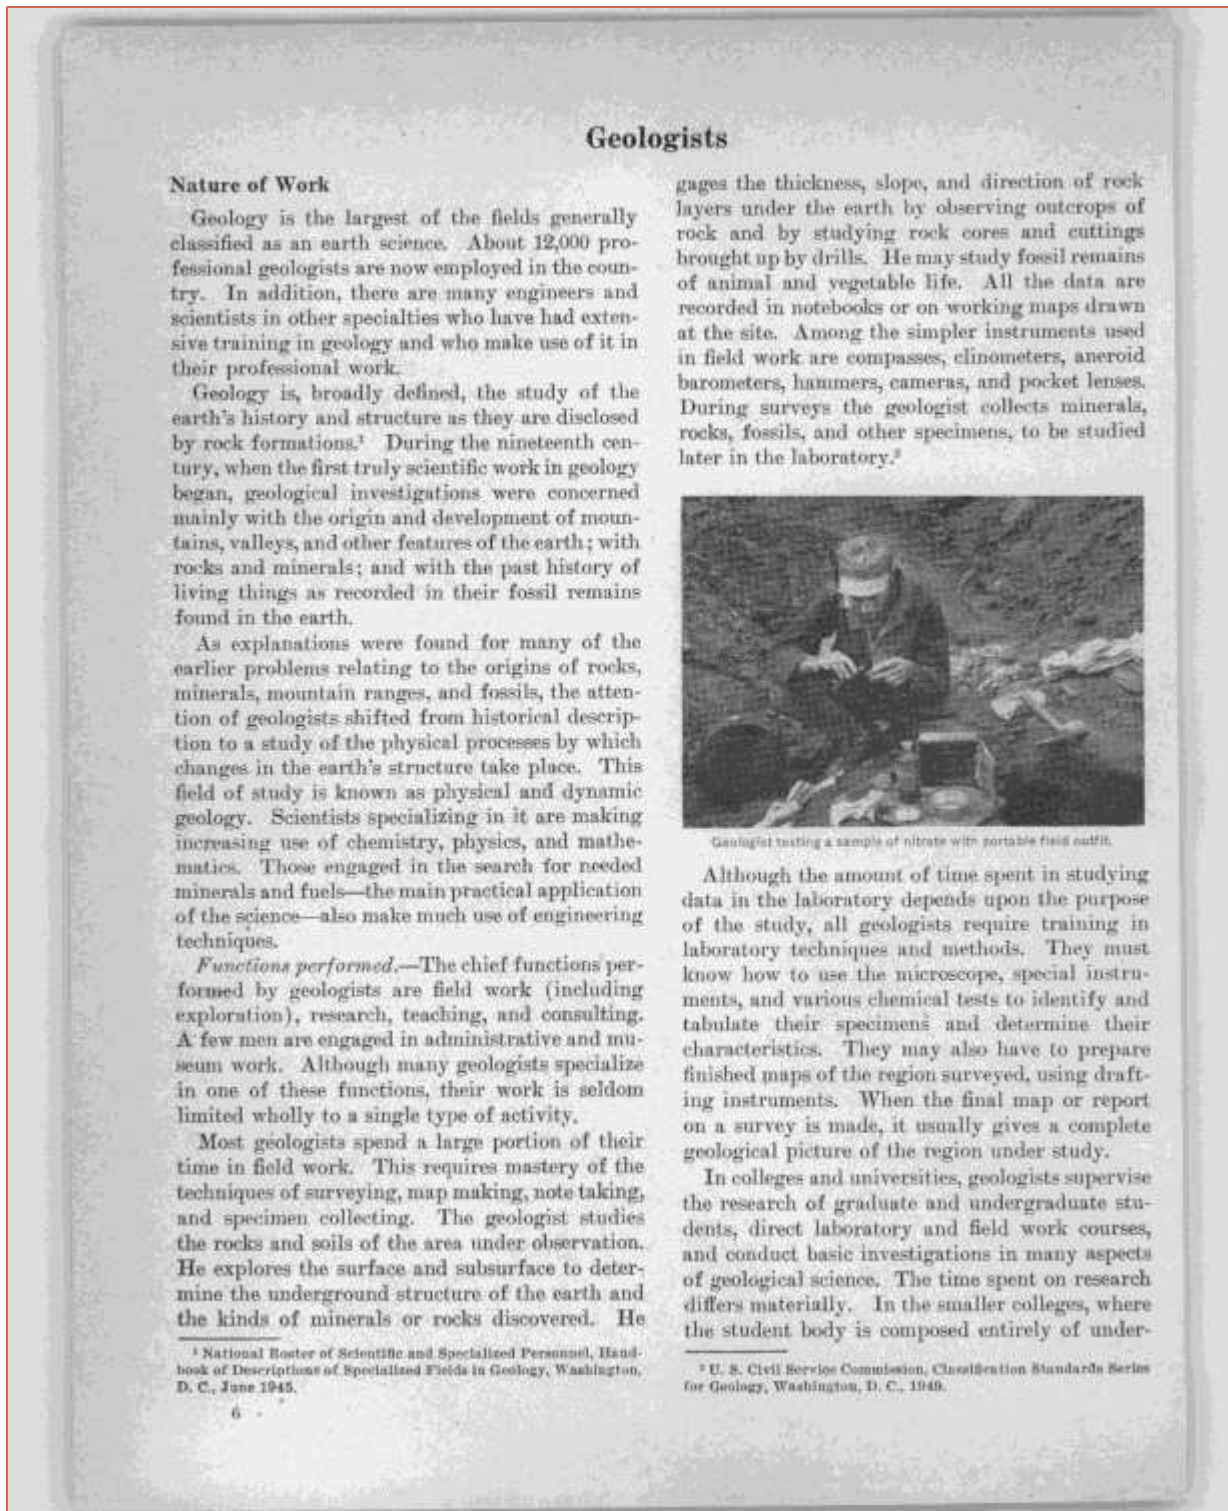 Geologists
Nature of Work
Geology is the largest of the fields generally
classified as an earth science. About 12,000 pro-
fessional geologists are now employed in the coun-
try. In addition, there are many engineers and
scientists in other specialties who have had exten-
sive training in geology and who make use of it in
their professional work.
Geology is, broadly defined, the study of the
earth's history and structure as they are disclosed
by rock formations.¹ During the nineteenth cen-
tury, when the first truly scientific work in geology
began, geological investigations were concerned
mainly with the origin and development of moun-
tains, valleys, and other features of the earth; with
rocks and minerals; and with the past history of
living things as recorded in their fossil remains
found in the earth.
As explanations were found for many of the
earlier problems relating to the origins of rocks,
minerals, mountain ranges, and fossils, the atten-
tion of geologists shifted from historical descrip-
tion to a study of the physical processes by which
changes in the earth's structure take place. This
field of study is known as physical and dynamic
geology. Scientists specializing in it are making
increasing use of chemistry, physics, and mathe-
matics. Those engaged in the search for needed
minerals and fuels—the main practical application
of the science—also make much use of engineering
techniques.
Functions performed.—The chief functions per-
formed by geologists are field work (including
exploration), research, teaching, and consulting.
A few men are engaged in administrative and mu-
seum work. Although many geologists specialize
in one of these functions, their work is seldom
limited wholly to a single type of activity.
Most geologists spend a large portion of their
time in field work. This requires mastery of the
techniques of surveying, map making, note taking,
and specimen collecting. The geologist studies
the rocks and soils of the area under observation.
He explores the surface and subsurface to deter-
mine the underground structure of the earth and
the kinds of minerals or rocks discovered. He
¹ National Roster of Scientific and Specialized Personnel, Hand-
book of Descriptions of Specialized Fields in Geology, Washington,
D. C., June 1945.
6
gages the thickness, slope, and direction of rock
layers under the earth by observing outcrops of
rock and by studying rock cores and cuttings
brought up by drills. He may study fossil remains
of animal and vegetable life. All the data are
recorded in notebooks or on working maps drawn
at the site. Among the simpler instruments used
in field work are compasses, clinometers, aneroid
barometers, hammers, cameras, and pocket lenses.
During surveys the geologist collects minerals,
rocks, fossils, and other specimens, to be studied
later in the laboratory.²
Geologist testing a sample of nitrate with portable field outfit.
Although the amount of time spent in studying
data in the laboratory depends upon the purpose
of the study, all geologists require training in
laboratory techniques and methods. They must
know how to use the microscope, special instru-
ments, and various chemical tests to identify and
tabulate their specimens and determine their
characteristics. They may also have to prepare
finished maps of the region surveyed, using draft-
ing instruments. When the final map or report
on a survey is made, it usually gives a complete
geological picture of the region under study.
In colleges and universities, geologists supervise
the research of graduate and undergraduate stu-
dents, direct laboratory and field work courses,
and conduct basic investigations in many aspects
of geological science. The time spent on research
differs materially. In the smaller colleges, where
the student body is composed entirely of under-
² U. S. Civil Service Commission, Classification Standards Series
for Geology, Washington, D. C., 1949.